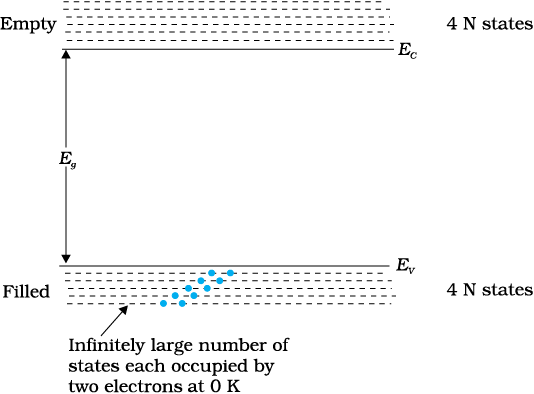 Empty
4 N states
E_C
E_g
E_V
Filled
4 N states
Infinitely large number of
states each occupied by
two electrons at 0 K